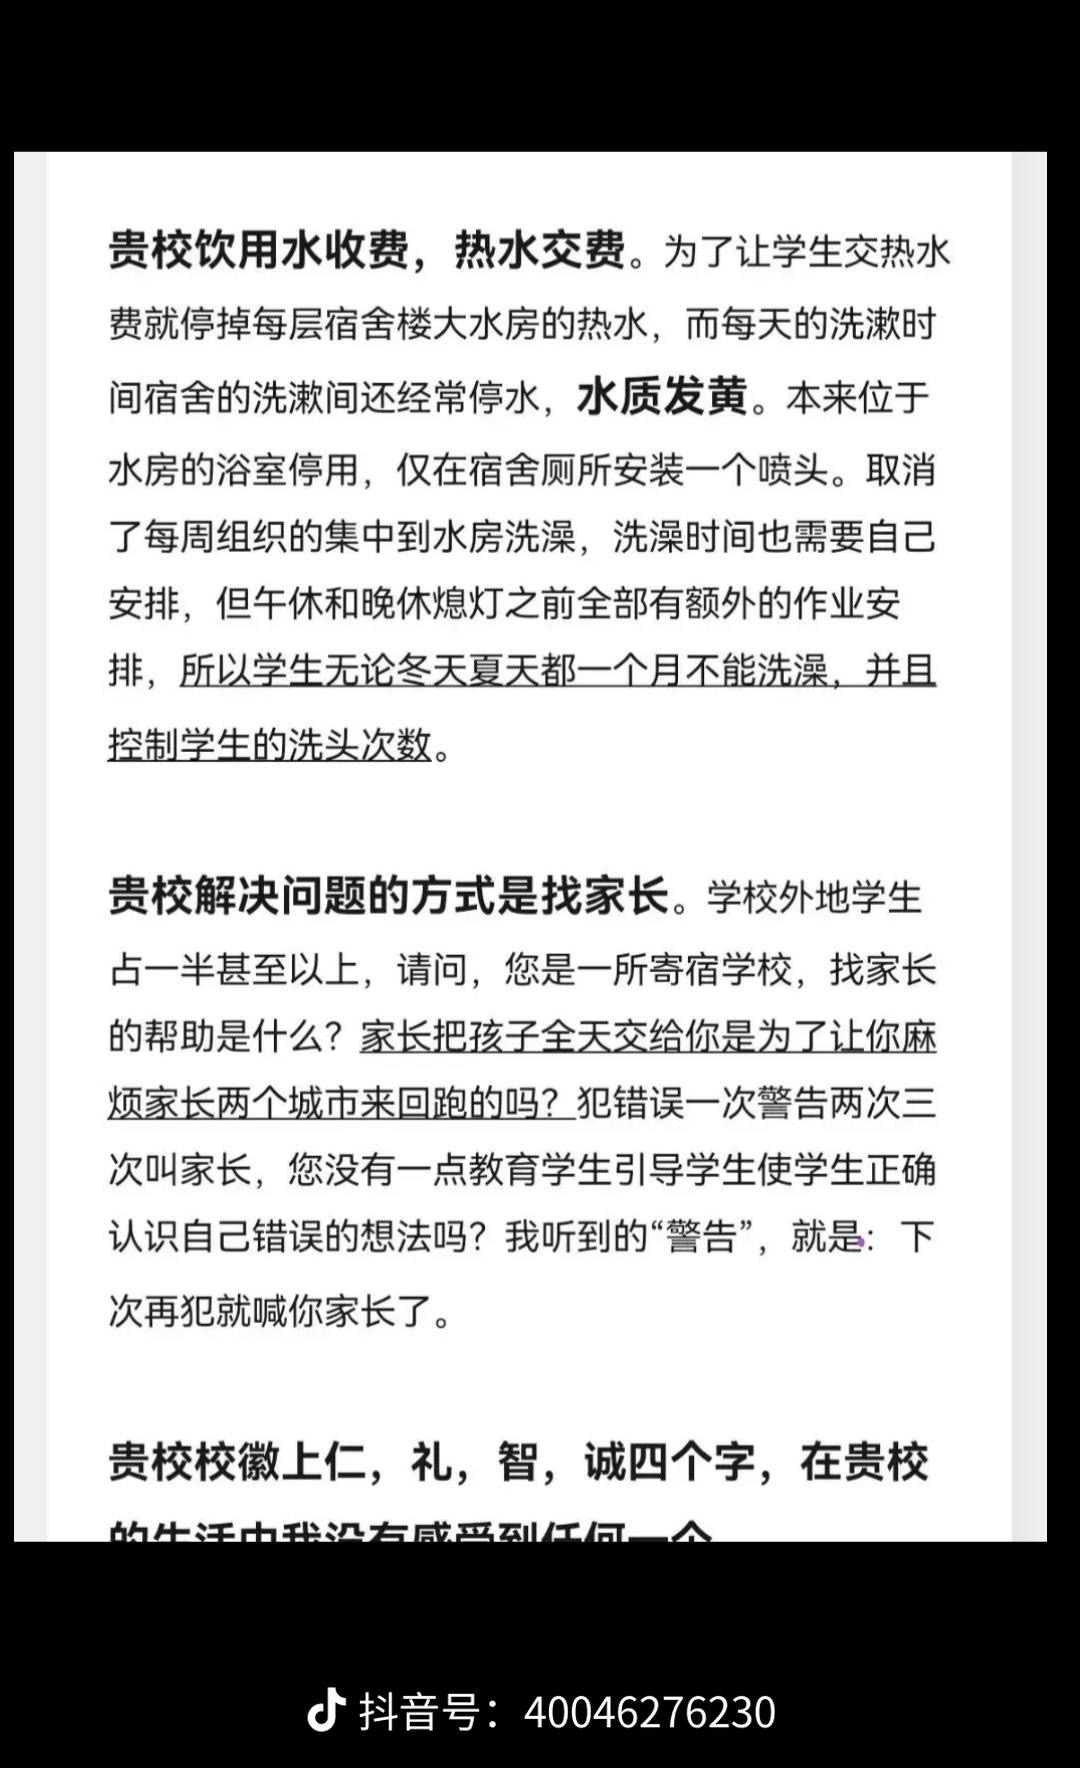 贵校饮用水收费，热水交费。为了让学生交热水
费就停掉每层宿舍楼大水房的热水，而每天的洗漱时
间宿舍的洗漱间还经常停水，水质发黄。本来位于
水房的浴室停用，仅在宿舍厕所安装一个喷头。取消
了每周组织的集中到水房洗澡，洗澡时间也需要自己
安排，但午休和晚休熄灯之前全部有额外的作业安
排，所以学生无论冬天夏天都一个月不能洗澡，并且
控制学生的洗头次数。
贵校解决问题的方式是找家长。学校外地学生
占一半甚至以上，请问，您是一所寄宿学校，找家长
的帮助是什么？家长把孩子全天交给你是为了让你麻
烦家长两个城市来回跑的吗？犯错误一次警告两次三
次叫家长，您没有一点教育学生引导学生使学生正确
认识自己错误的想法吗？我听到的“警告”，就是：下
次再犯就喊你家长了。
贵校校徽上仁，礼，智，诚四个字，在贵校
的生活中我没有感受到任何一个
抖音号：40046276230